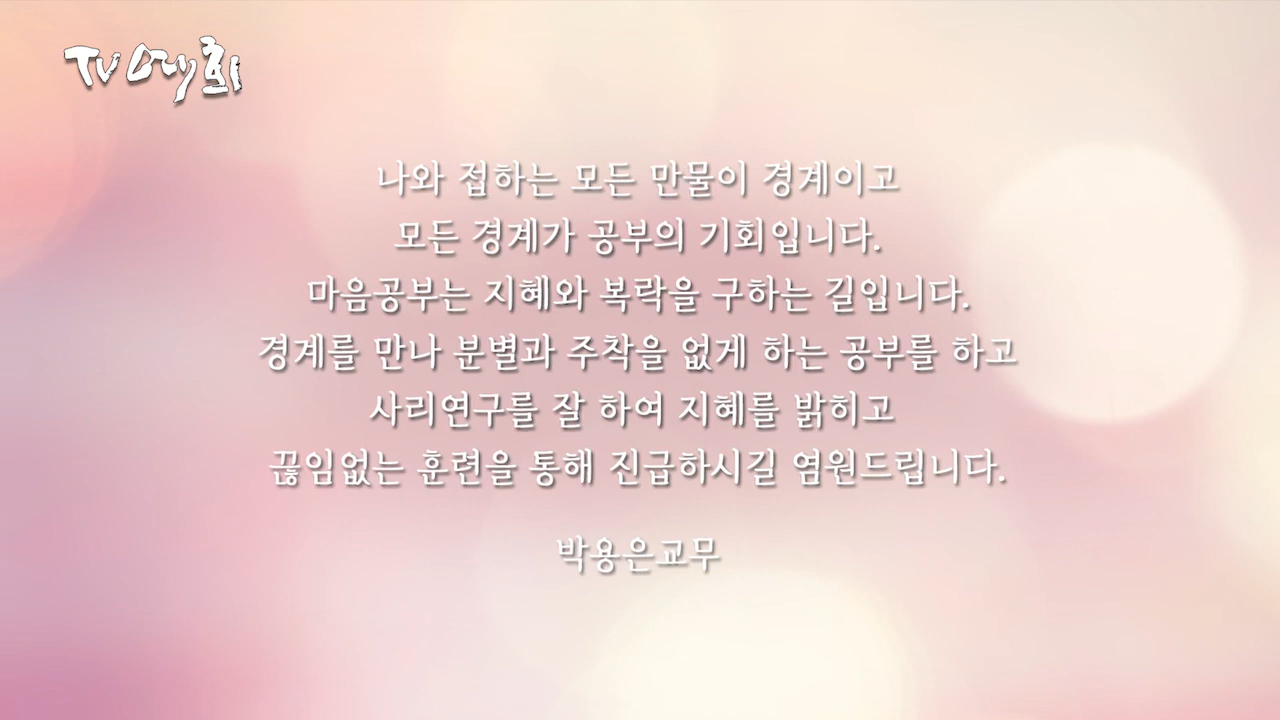 TV예회
나와 접하는 모든 만물이 경계이고
모든 경계가 공부의 기회입니다.
마음공부는 지혜와 복락을 구하는 길입니다.
경계를 만나 분별과 주착을 없게 하는 공부를 하고
사리연구를 잘 하여 지혜를 밝히고
끊임없는 훈련을 통해 진급하시길 염원드립니다.
박용은교무